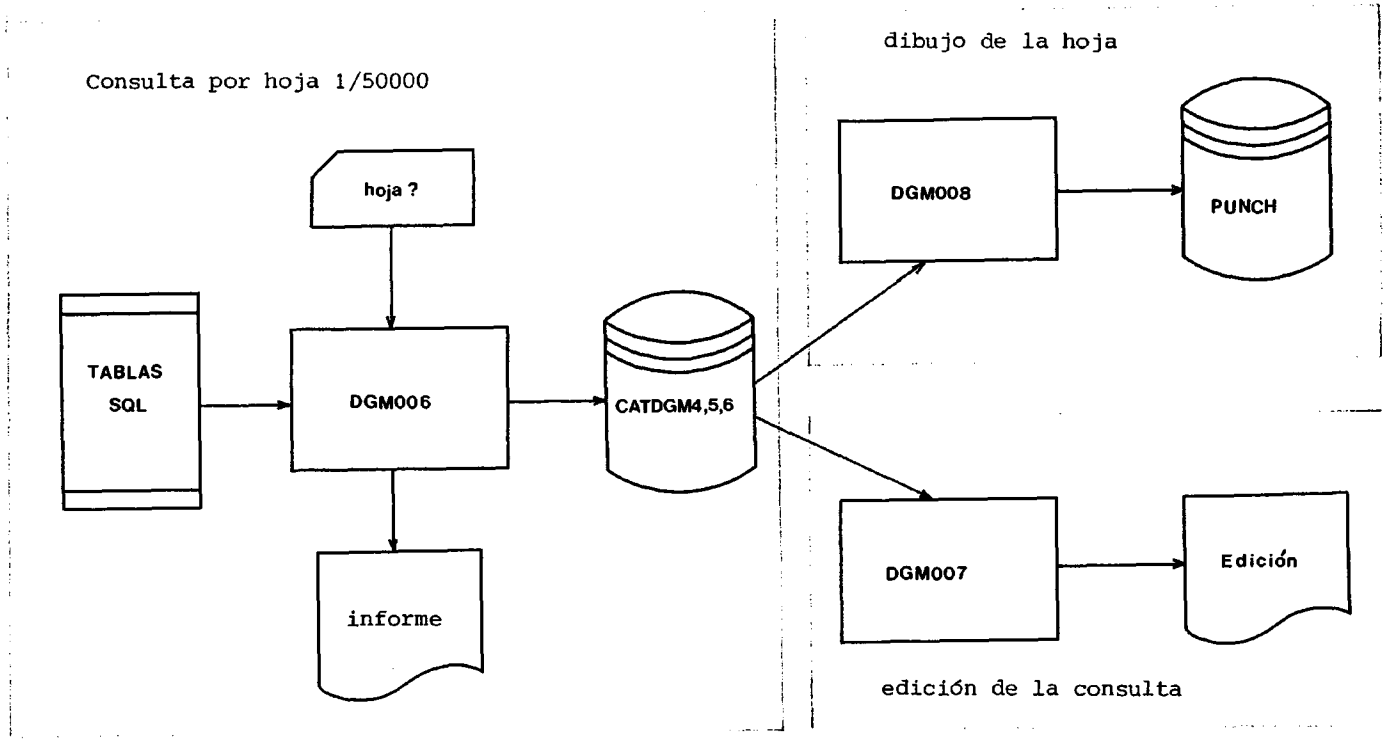 Consulta por hoja 1/50000
hoja ?
TABLAS
SQL
DGM006
CATDGM4,5,6
informe
dibujo de la hoja
DGM008
PUNCH
DGM007
Edición
edición de la consulta